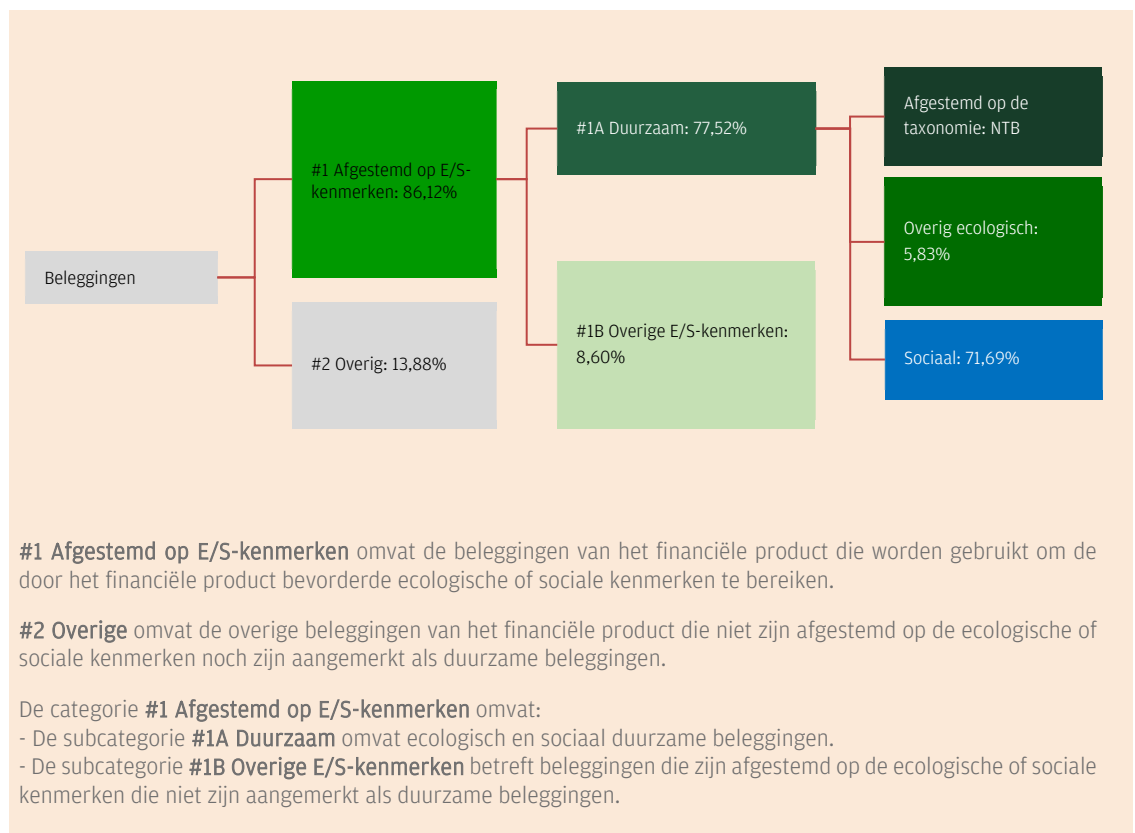 Beleggingen
#1 Afgestemd op E/S-
kenmerken: 86,12%
#2 Overig: 13,88%
#1A Duurzaam: 77,52%
#1B Overige E/S-kenmerken:
8,60%
Afgestemd op de
taxonomie: NTB
Overig ecologisch:
5,83%
Sociaal: 71,69%
#1 Afgestemd op E/S-kenmerken omvat de beleggingen van het financiële product die worden gebruikt om de
door het financiële product bevorderde ecologische of sociale kenmerken te bereiken.
#2 Overige omvat de overige beleggingen van het financiële product die niet zijn afgestemd op de ecologische of
sociale kenmerken noch zijn aangemerkt als duurzame beleggingen.
De categorie #1 Afgestemd op E/S-kenmerken omvat:
- De subcategorie #1A Duurzaam omvat ecologisch en sociaal duurzame beleggingen.
- De subcategorie #1B Overige E/S-kenmerken betreft beleggingen die zijn afgestemd op de ecologische of sociale
kenmerken die niet zijn aangemerkt als duurzame beleggingen.